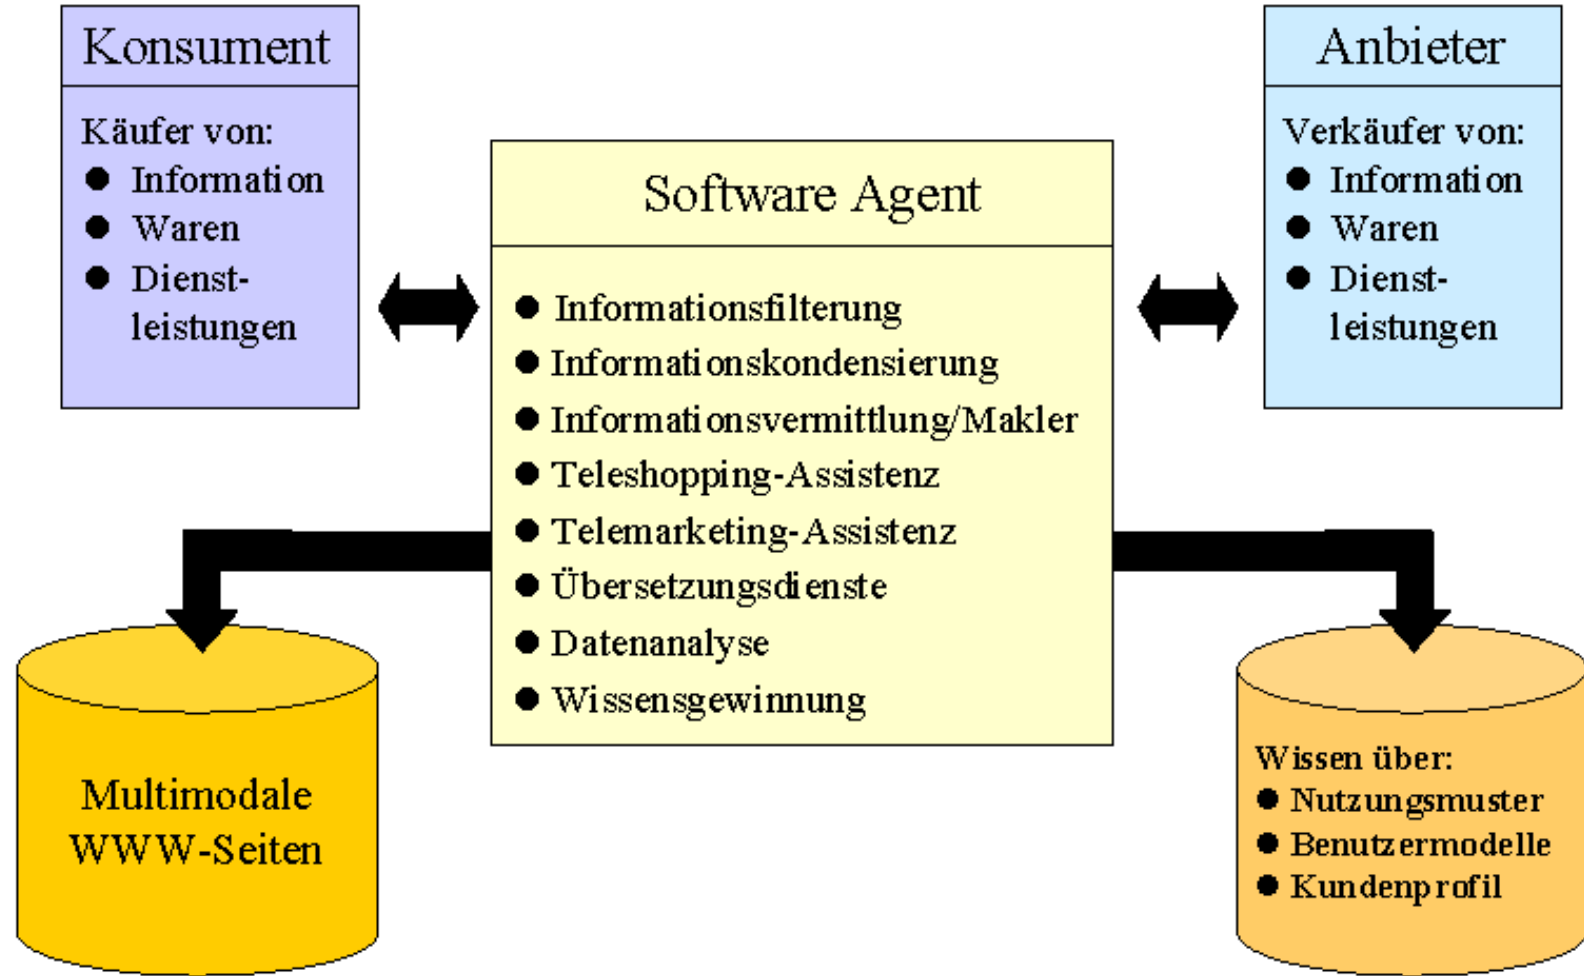 Konsument
Käufer von:
● Information
● Waren
● Dienst-
leistungen
Software Agent
● Informationsfilterung
● Informationskondensierung
● Informationsvermittlung/Makler
● Teleshopping-Assistenz
● Telemarketing-Assistenz
● Übersetzungsdienste
● Datenanalyse
● Wissensgewinnung
Anbieter
Verkäufer von:
● Information
● Waren
● Dienst-
leistungen
Multimodale
WWW-Seiten
Wissen über:
● Nutzungsmuster
● Benutzermodelle
● Kundenprofil